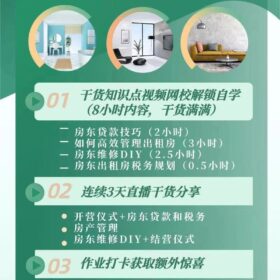 01
干货知识点视频网校解锁自学
(8小时内容，干货满满)
— 房东贷款技巧（2小时）
— 如何高效管理出租房（3小时）
— 房东维修DIY（2.5小时）
— 房东出租房税务规划（0.5小时）
02 连续3天直播干货分享
• 开营仪式+房东贷款和税务
• 房产管理
• 房东维修DIY+结营仪式
03 作业打卡获取额外惊喜